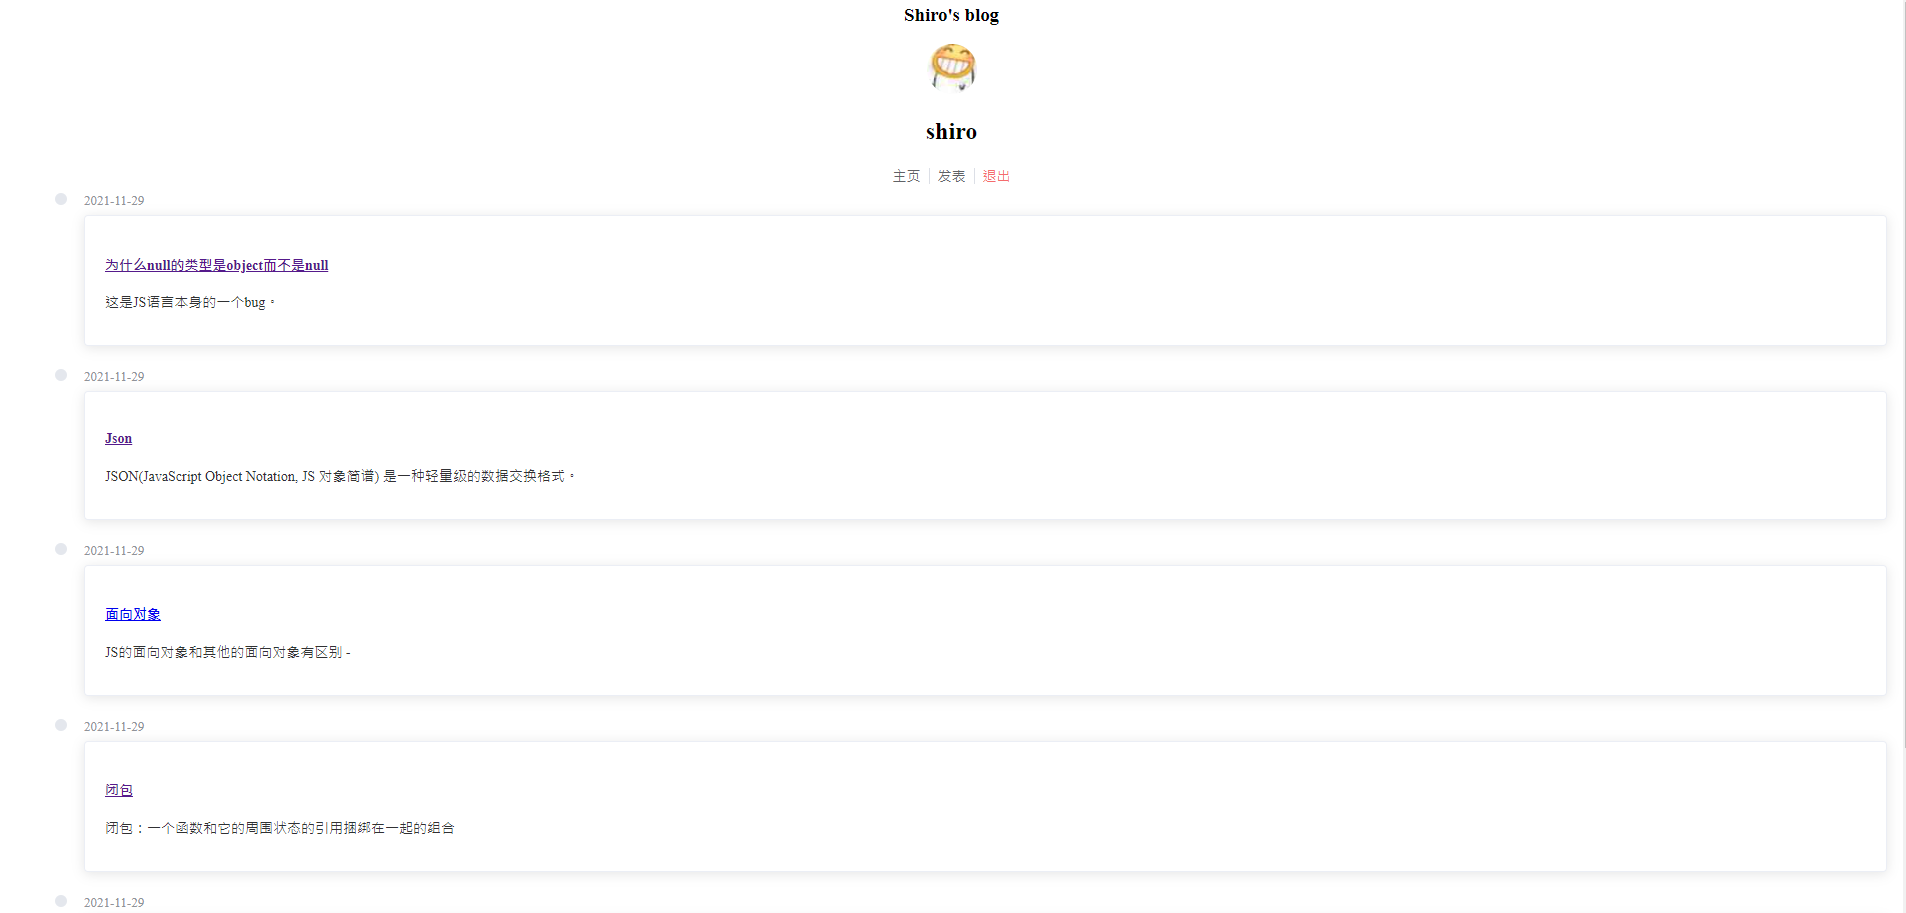 Shiro's blog
shiro
主页 发表 退出
2021-11-29
为什么null的类型是object而不是null
这是JS语言本身的一个bug。
2021-11-29
Json
JSON(JavaScript Object Notation, JS 对象简谱) 是一种轻量级的数据交换格式。
2021-11-29
面向对象
JS的面向对象和其他的面向对象有区别 -
2021-11-29
闭包
闭包：一个函数和它的周围状态的引用捆绑在一起的组合
2021-11-29